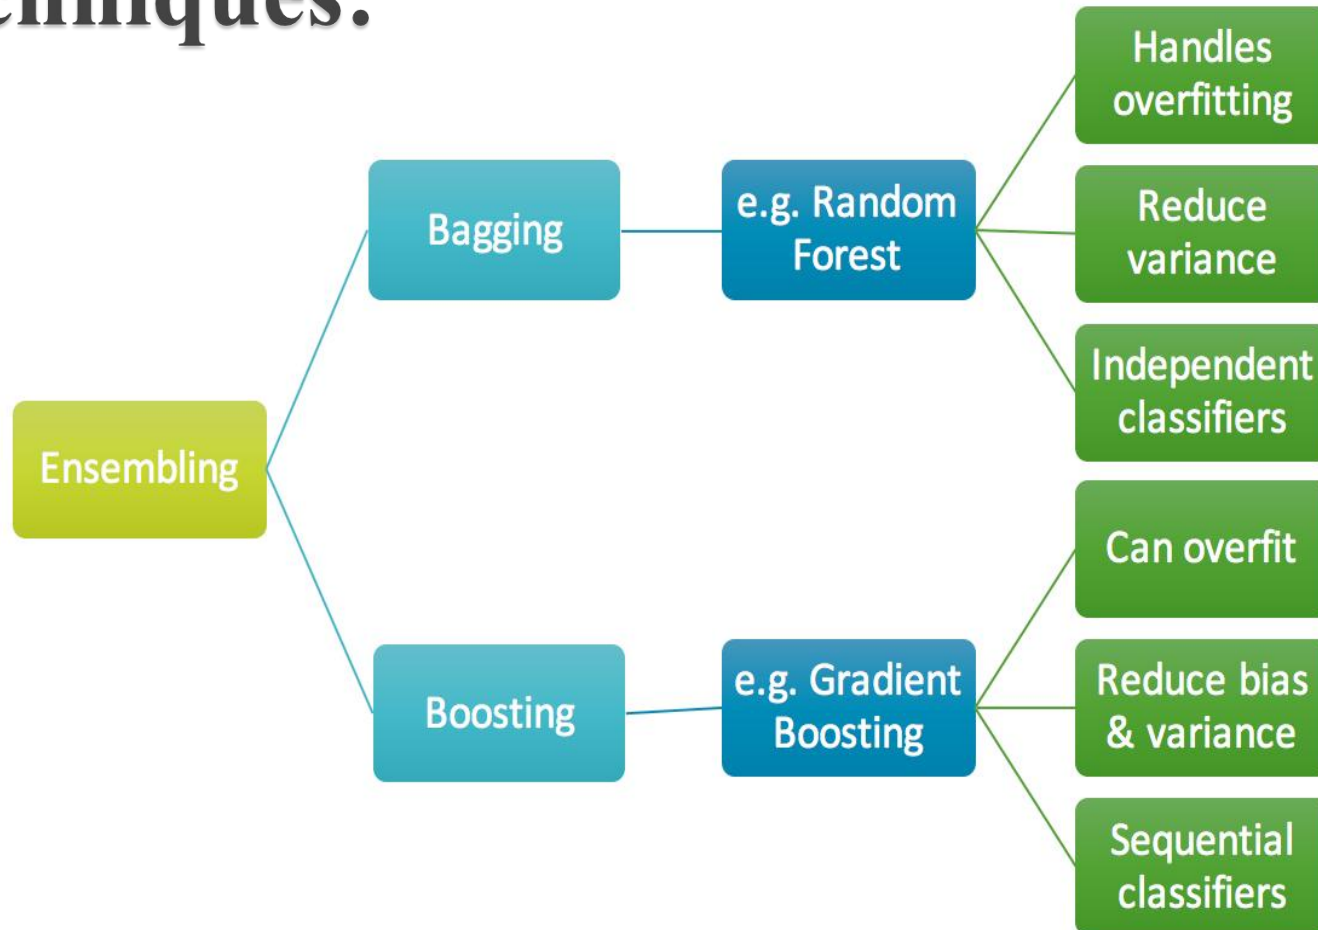 Handles
overfitting
Bagging
e.g. Random
Forest
Reduce
variance
Independent
classifiers
Ensembling
Can overfit
Boosting
e.g. Gradient
Boosting
Reduce bias
& variance
Sequential
classifiers